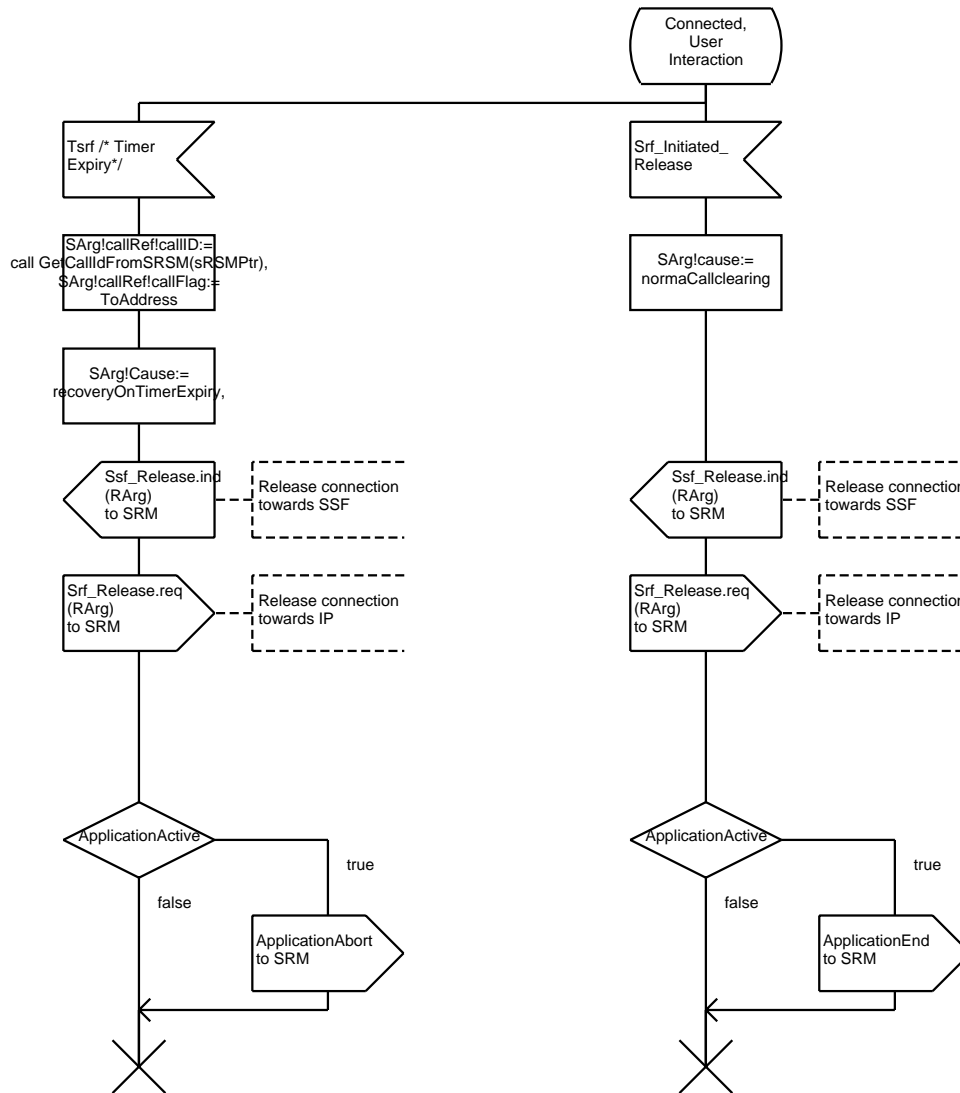 Connected,
User
Interaction
Tsrf /* Timer
Expiry*/
Srf_Initiated_
Release
SArg!callRef!callID:=
call GetCallIdFromSRSM(sRSMPtr),
SArg!callRef!callFlag:=
ToAddress
SArg!cause:=
normaCallclearing
SArg!Cause:=
recoveryOnTimerExpiry,
Ssf_Release.ind
(RArg)
to SRM
Release connection
towards SSF
Ssf_Release.ind
(RArg)
to SRM
Release connection
towards SSF
Srf_Release.req
(RArg)
to SRM
Release connection
towards IP
Srf_Release.req
(RArg)
to SRM
Release connection
towards IP
ApplicationActive
true
false
ApplicationActive
true
false
ApplicationAbort
to SRM
ApplicationEnd
to SRM